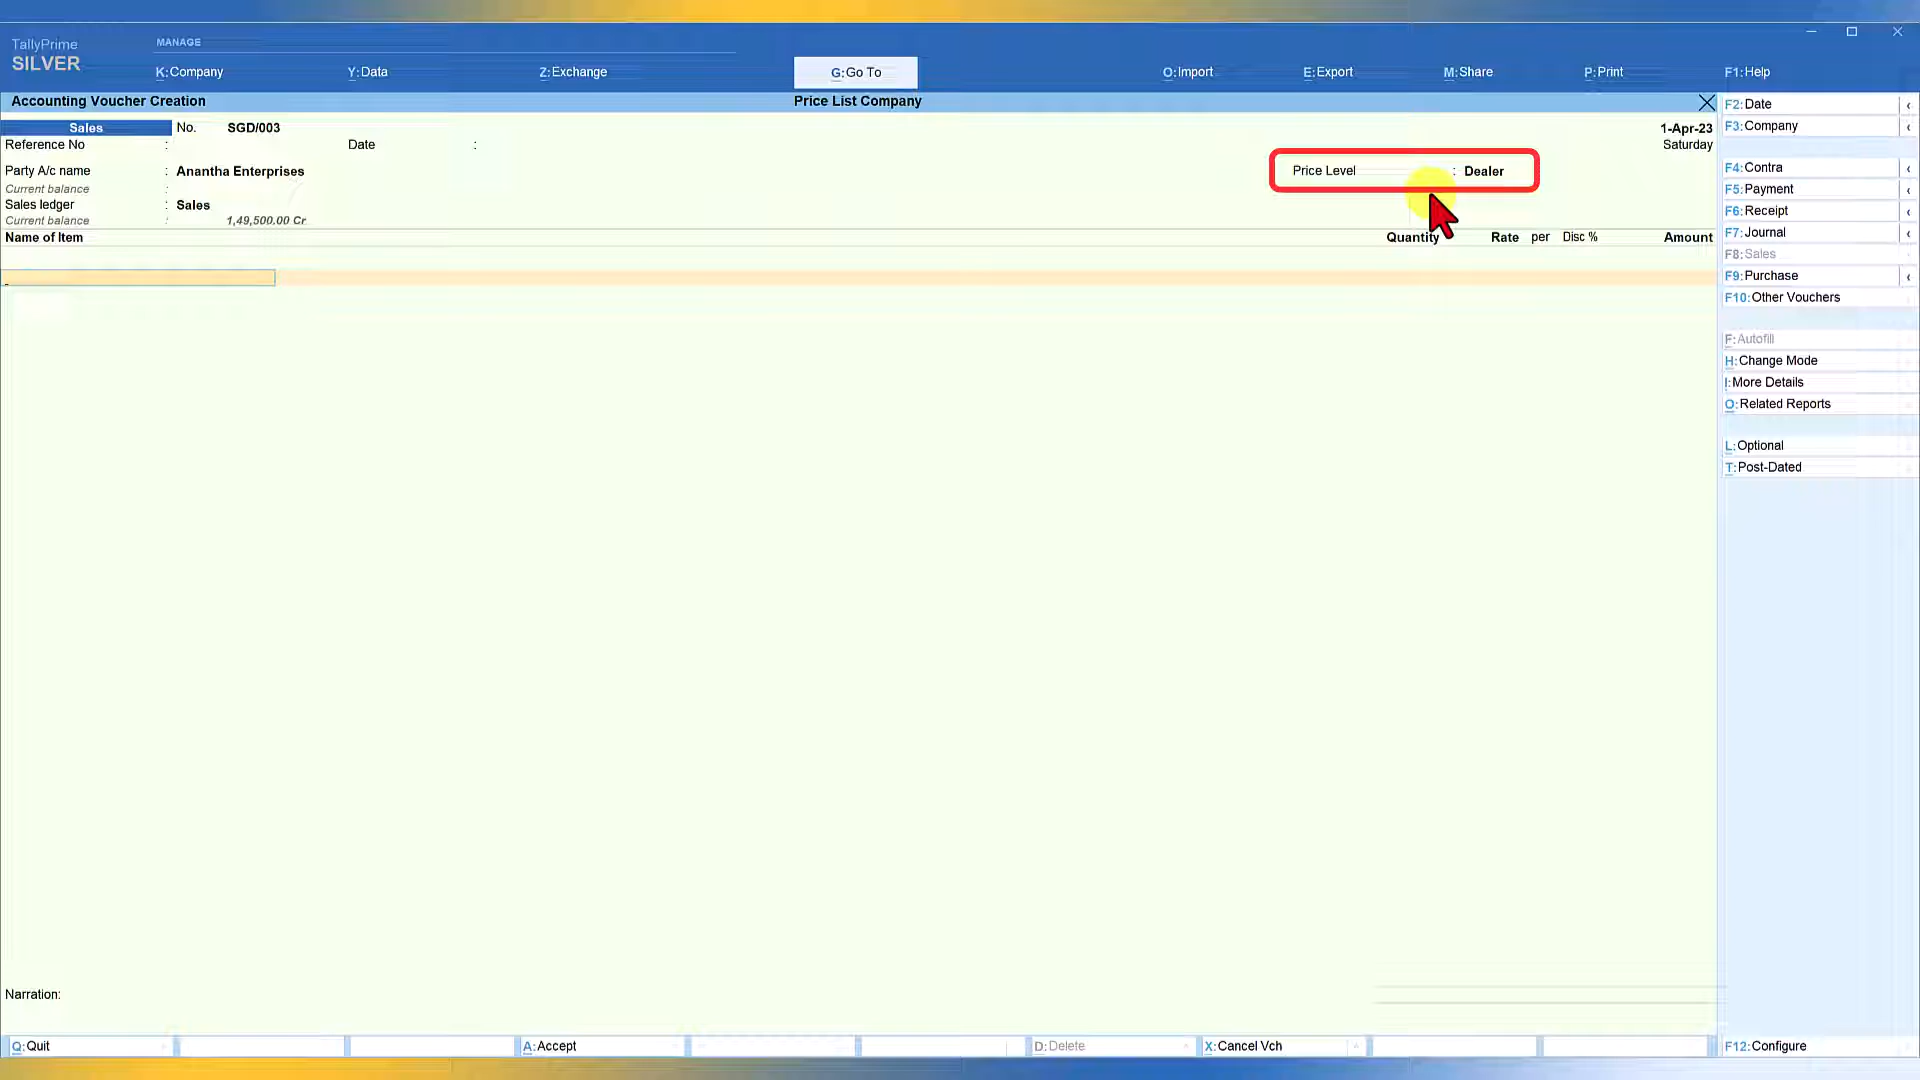 TallyPrime
SILVER
MANAGE
K:Company
Y:Data
Z:Exchange
G:Go To
O:Import
E:Export
M:Share
P:Print
F1:Help
Accounting Voucher Creation
Price List Company
Sales
No. SGD/003
1-Apr-23
Reference No :
Date :
Saturday
Party A/c name : Anantha Enterprises
Price Level : Dealer
Current balance :
Sales ledger : Sales
Current balance : 1,49,500.00 Cr
Name of Item
Quantity
Rate per Disc % Amount
Narration:
F2:Date
F3:Company
F4:Contra
F5:Payment
F6:Receipt
F7:Journal
F8:Sales
F9:Purchase
F10:Other Vouchers
F:Autofill
H:Change Mode
I:More Details
O:Related Reports
L:Optional
T:Post-Dated
Q:Quit
A:Accept
D:Delete
X:Cancel Vch
F12:Configure